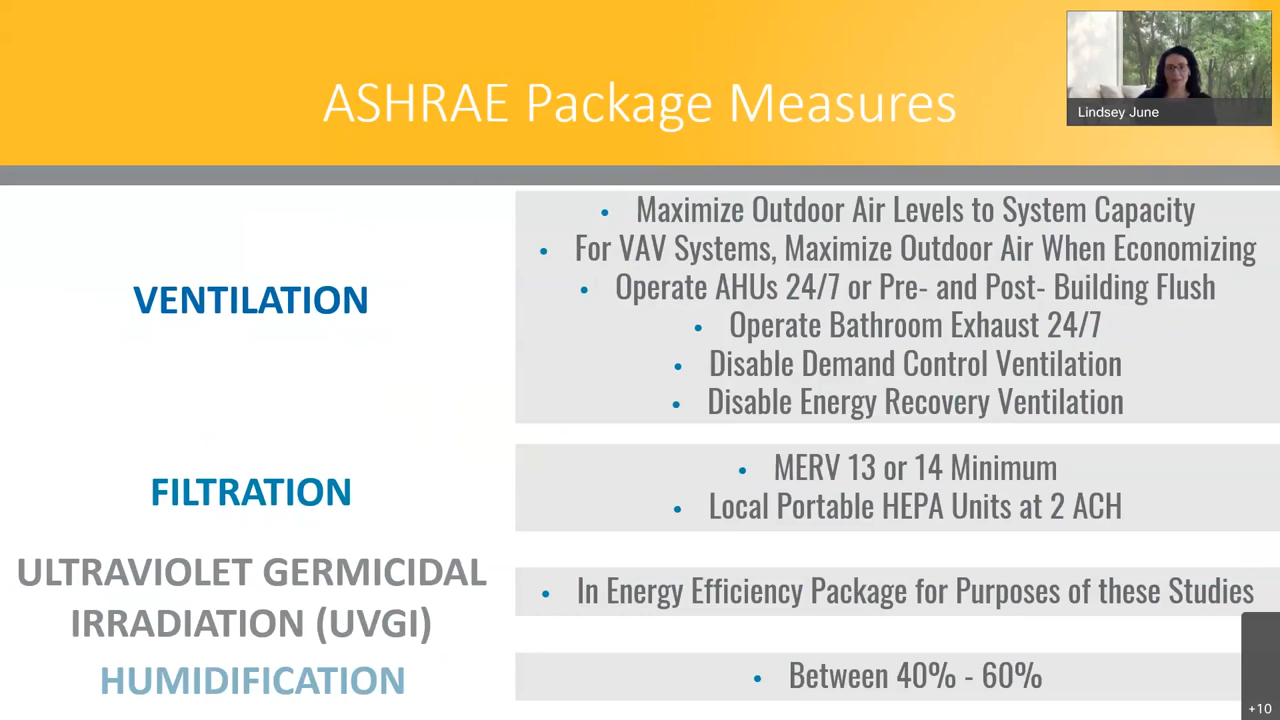 ASHRAE Package Measures
Lindsey June
VENTILATION
• Maximize Outdoor Air Levels to System Capacity
• For VAV Systems, Maximize Outdoor Air When Economizing
• Operate AHUs 24/7 or Pre- and Post- Building Flush
• Operate Bathroom Exhaust 24/7
• Disable Demand Control Ventilation
• Disable Energy Recovery Ventilation
FILTRATION
• MERV 13 or 14 Minimum
• Local Portable HEPA Units at 2 ACH
ULTRAVIOLET GERMICIDAL
IRRADIATION (UVGI)
• In Energy Efficiency Package for Purposes of these Studies
HUMIDIFICATION
• Between 40% - 60%
+10